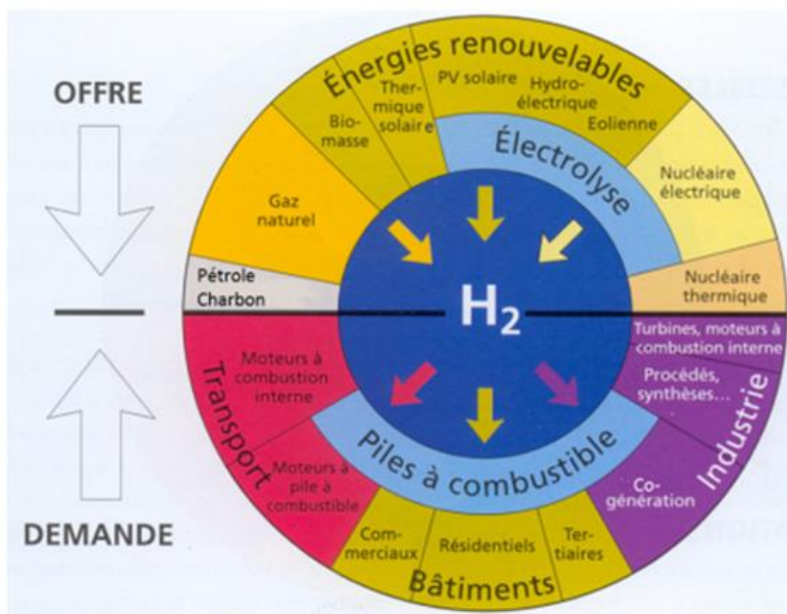 OFFRE
Énergies renouvelables
Bio-
masse
Ther-
mique
solaire
PV solaire
Hydro-
électrique
Eolienne
Électrolyse
Nucléaire
électrique
Gaz
naturel
Pétrole
Charbon
Nucléaire
thermique
H2
Turbines, moteurs à
combustion interne
Moteurs à
combustion
interne
Procédés,
synthèses...
Transport
Industrie
Piles à combustible
Moteurs à
pile à
combustible
Co-
génération
DEMANDE
Com-
merciaux
Résidentiels
Ter-
tiaires
Bâtiments